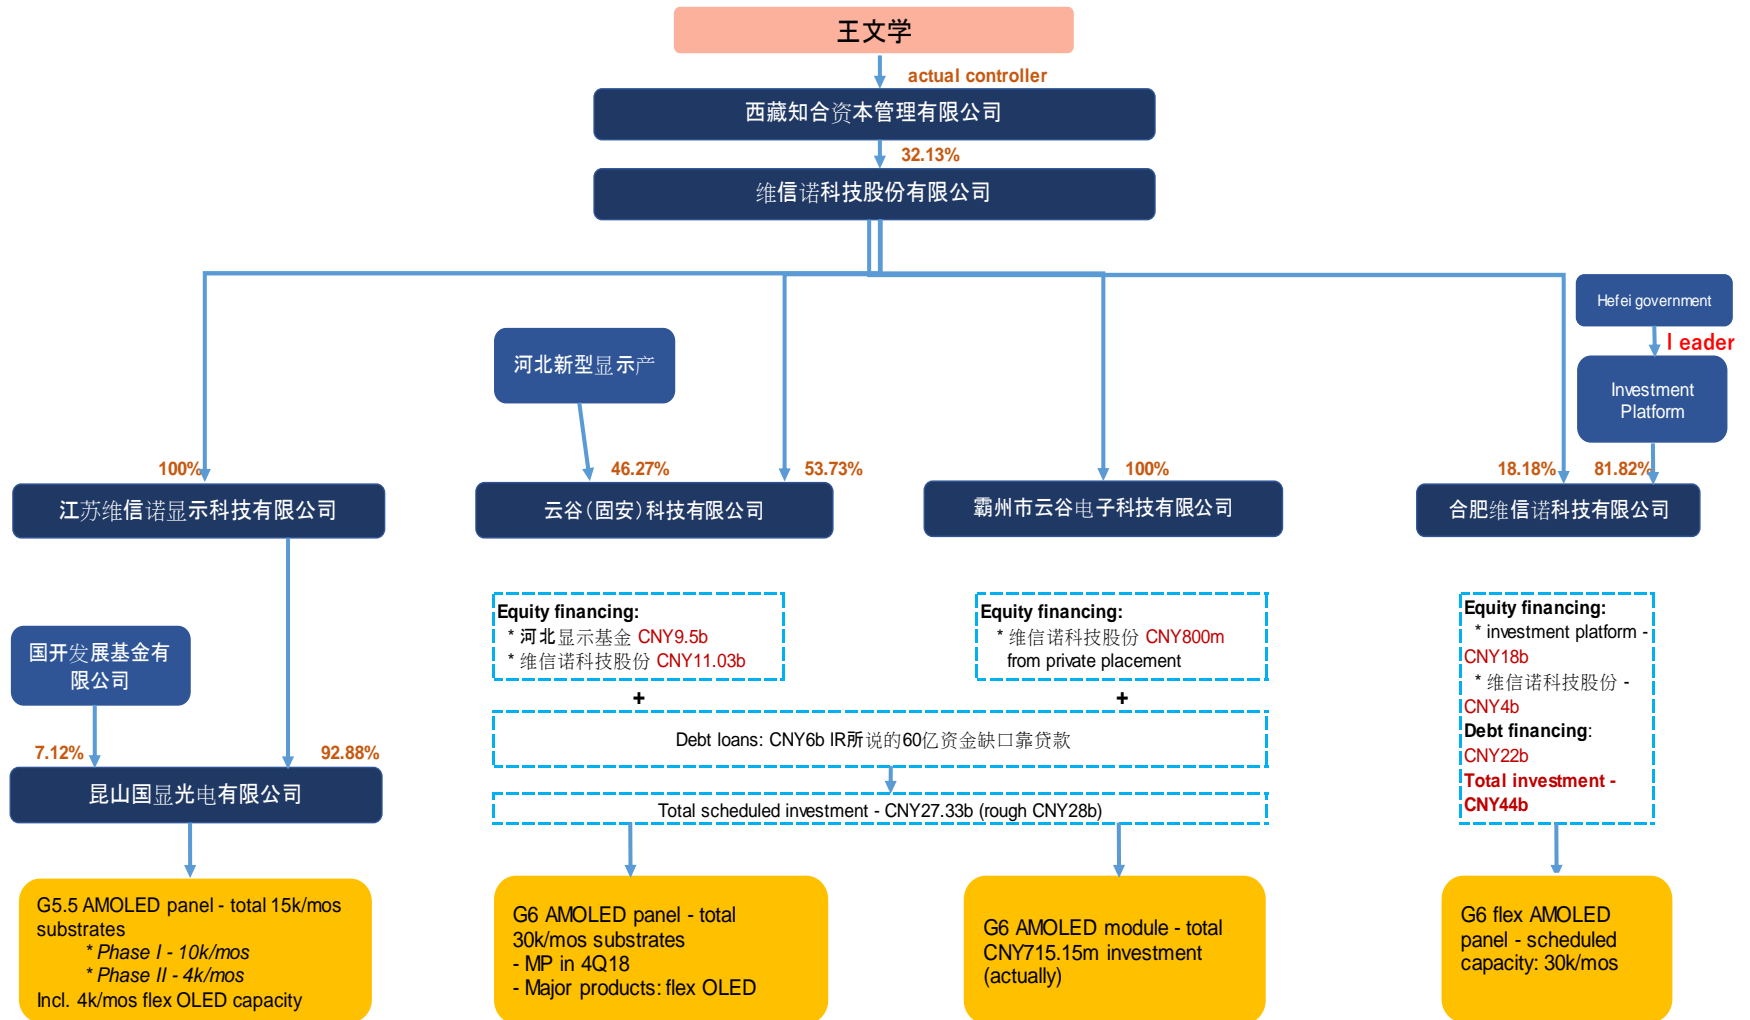 王文学
actual controller
西藏知合资本管理有限公司
32.13%
维信诺科技股份有限公司
Hefei government
l eader
河北新型显示产
Investment
Platform
100%
46.27%
53.73%
100%
18.18%
81.82%
江苏维信诺显示科技有限公司
云谷（固安）科技有限公司
霸州市云谷电子科技有限公司
合肥维信诺科技有限公司
国开发展基金有
限公司
7.12%
92.88%
昆山国显光电有限公司
Equity financing:
* 河北显示基金 CNY9.5b
* 维信诺科技股份 CNY11.03b
+
Equity financing:
* 维信诺科技股份 CNY800m
from private placement
+
Debt loans: CNY6b IR所说的60亿资金缺口靠贷款
Total scheduled investment - CNY27.33b (rough CNY28b)
Equity financing:
* investment platform -
CNY18b
* 维信诺科技股份 -
CNY4b
Debt financing:
CNY22b
Total investment -
CNY44b
G5.5 AMOLED panel - total 15k/mos
substrates
* Phase I - 10k/mos
* Phase II - 4k/mos
Incl. 4k/mos flex OLED capacity
G6 AMOLED panel - total
30k/mos substrates
- MP in 4Q18
- Major products: flex OLED
G6 AMOLED module - total
CNY715.15m investment
(actually)
G6 flex AMOLED
panel - scheduled
capacity: 30k/mos